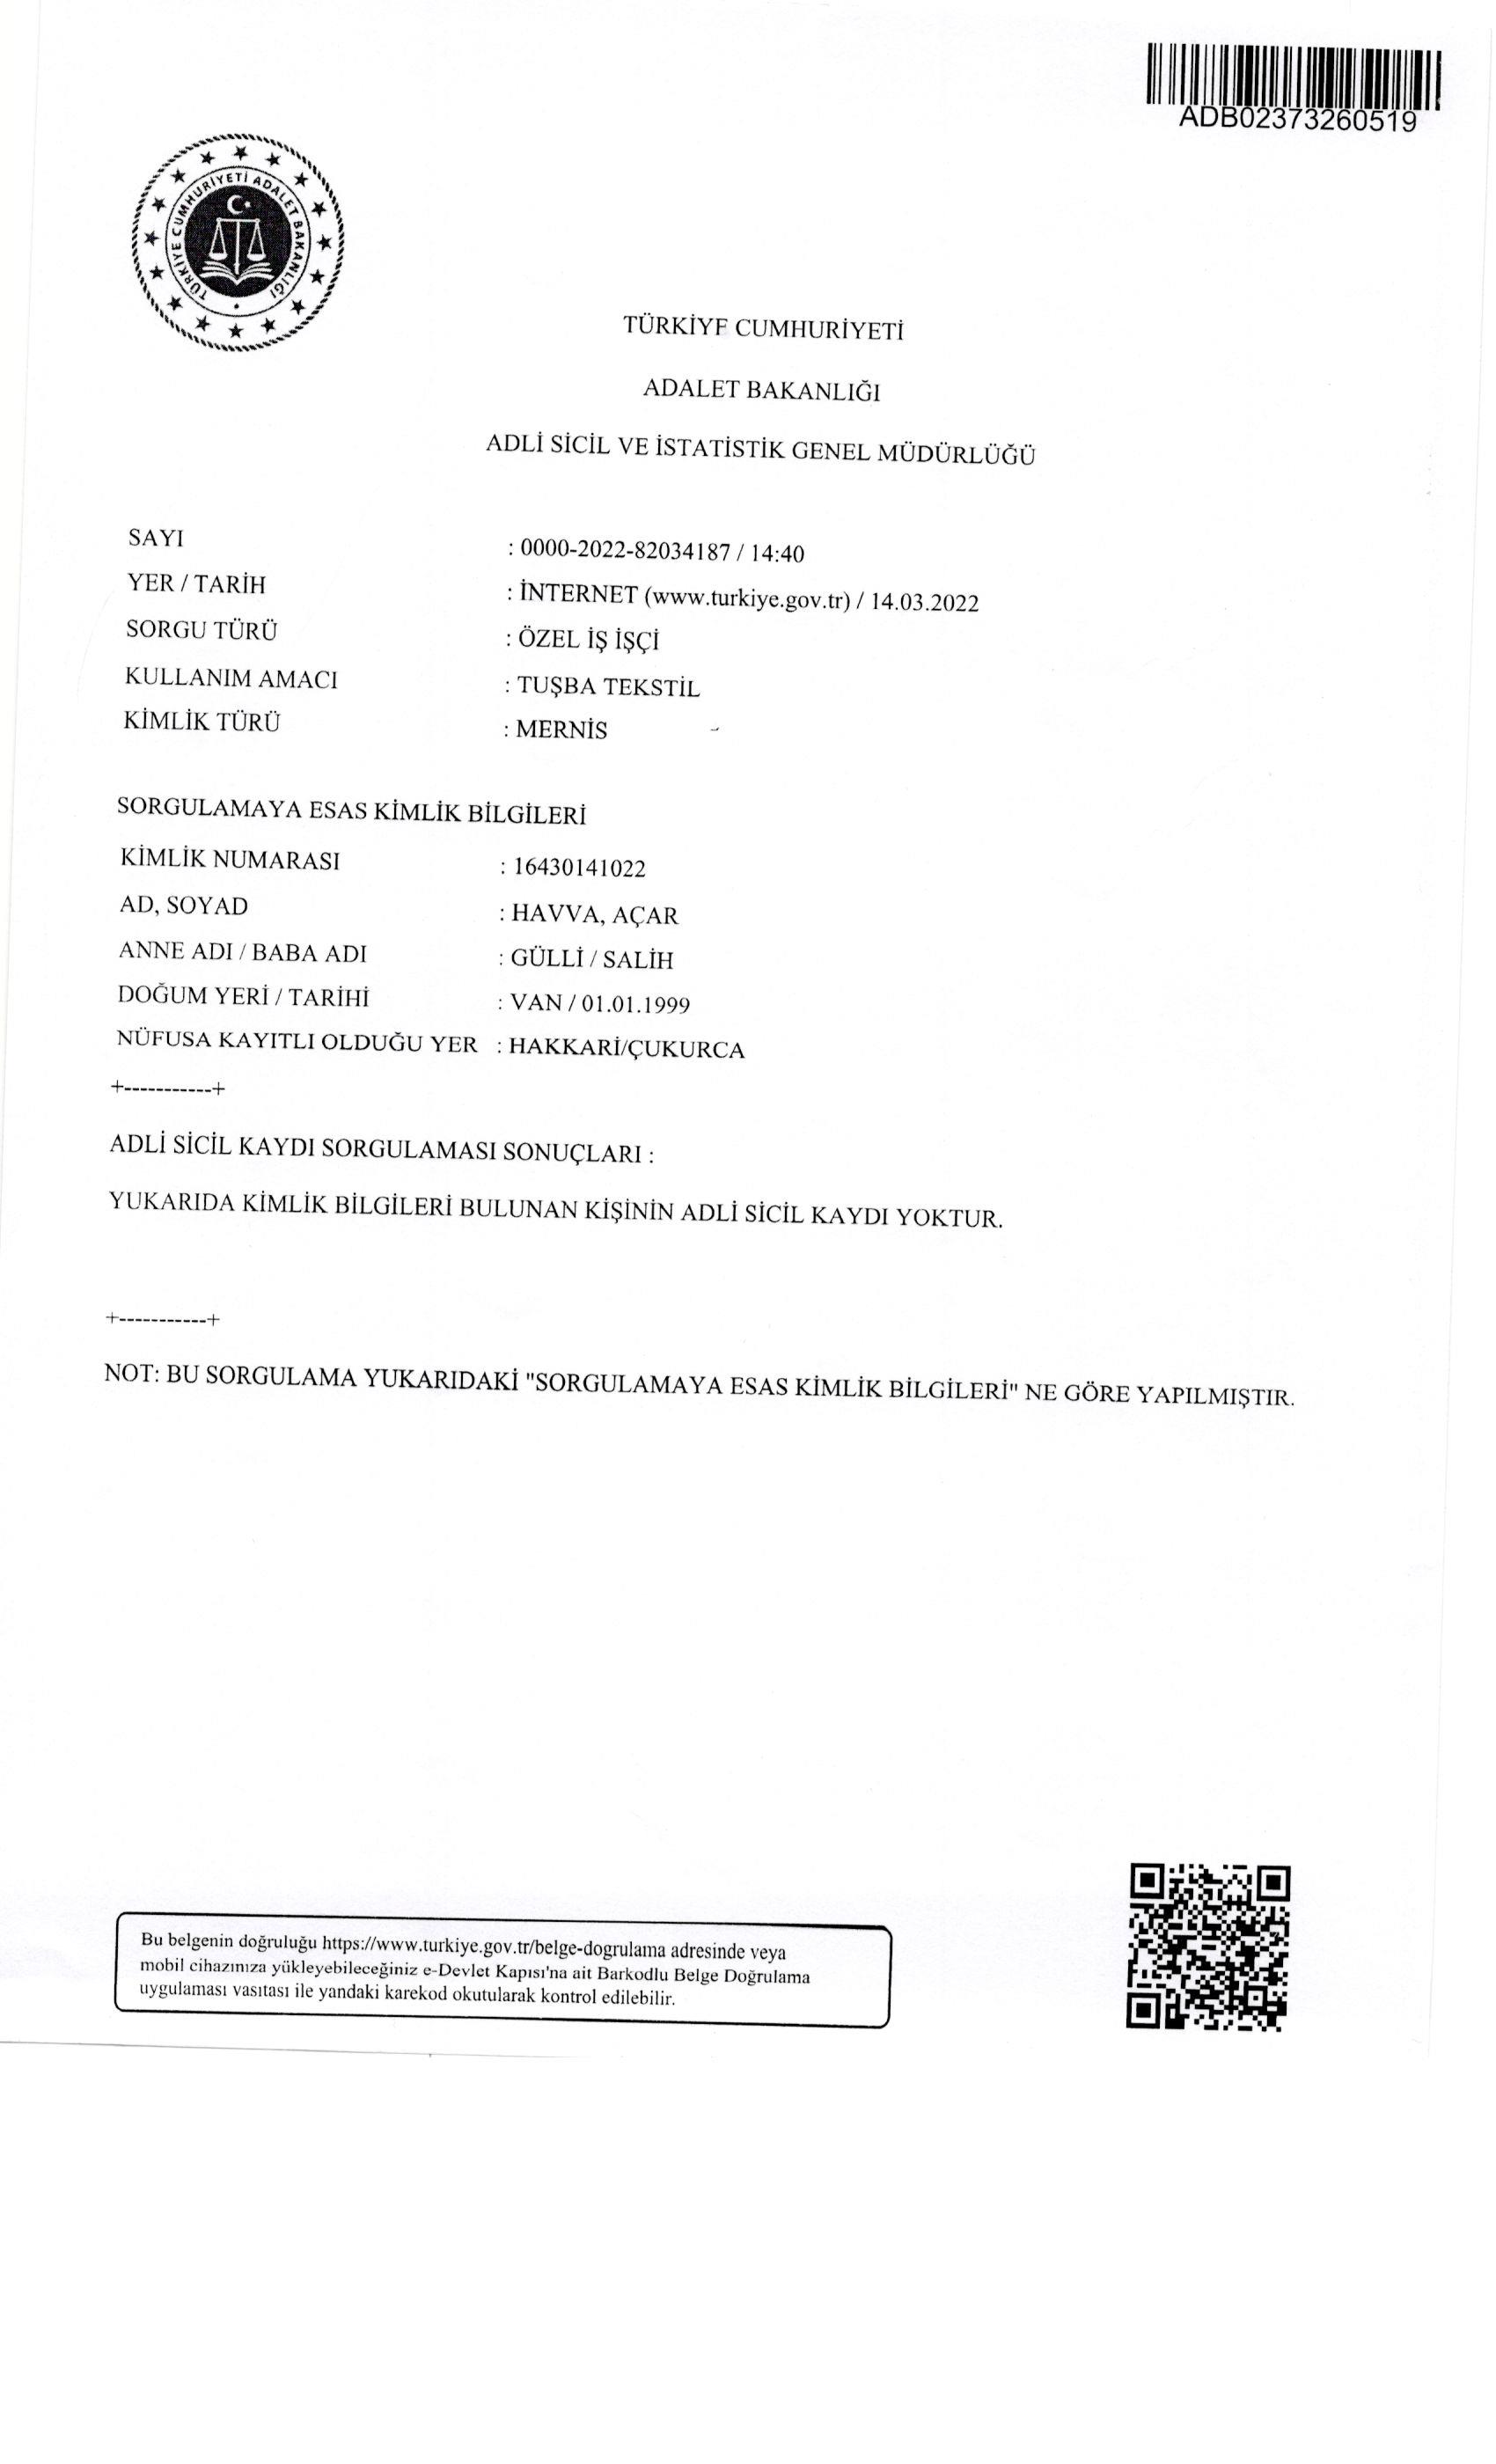 ADB02373260519
TÜRKİYE CUMHURİYETİ ADALET BAKANLIĞI
TÜRKİYF CUMHURİYETİ
ADALET BAKANLIĞI
ADLİ SİCİL VE İSTATİSTİK GENEL MÜDÜRLÜĞÜ
SAYI : 0000-2022-82034187 / 14:40
YER / TARİH : İNTERNET (www.turkiye.gov.tr) / 14.03.2022
SORGU TÜRÜ : ÖZEL İŞ İŞÇİ
KULLANIM AMACI : TUŞBA TEKSTİL
KİMLİK TÜRÜ : MERNİS
SORGULAMAYA ESAS KİMLİK BİLGİLERİ
KİMLİK NUMARASI : 16430141022
AD, SOYAD : HAVVA, AÇAR
ANNE ADI / BABA ADI : GÜLLİ / SALİH
DOĞUM YERİ / TARİHİ : VAN / 01.01.1999
NÜFUSA KAYITLI OLDUĞU YER : HAKKARİ/ÇUKURCA
+-----------+
ADLİ SİCİL KAYDI SORGULAMASI SONUÇLARI :
YUKARIDA KİMLİK BİLGİLERİ BULUNAN KİŞİNİN ADLİ SİCİL KAYDI YOKTUR.
+-----------+
NOT: BU SORGULAMA YUKARIDAKİ "SORGULAMAYA ESAS KİMLİK BİLGİLERİ" NE GÖRE YAPILMIŞTIR.
Bu belgenin doğruluğu https://www.turkiye.gov.tr/belge-dogrulama adresinde veya
mobil cihazınıza yükleyebileceğiniz e-Devlet Kapısı'na ait Barkodlu Belge Doğrulama
uygulaması vasıtası ile yandaki karekod okutularak kontrol edilebilir.